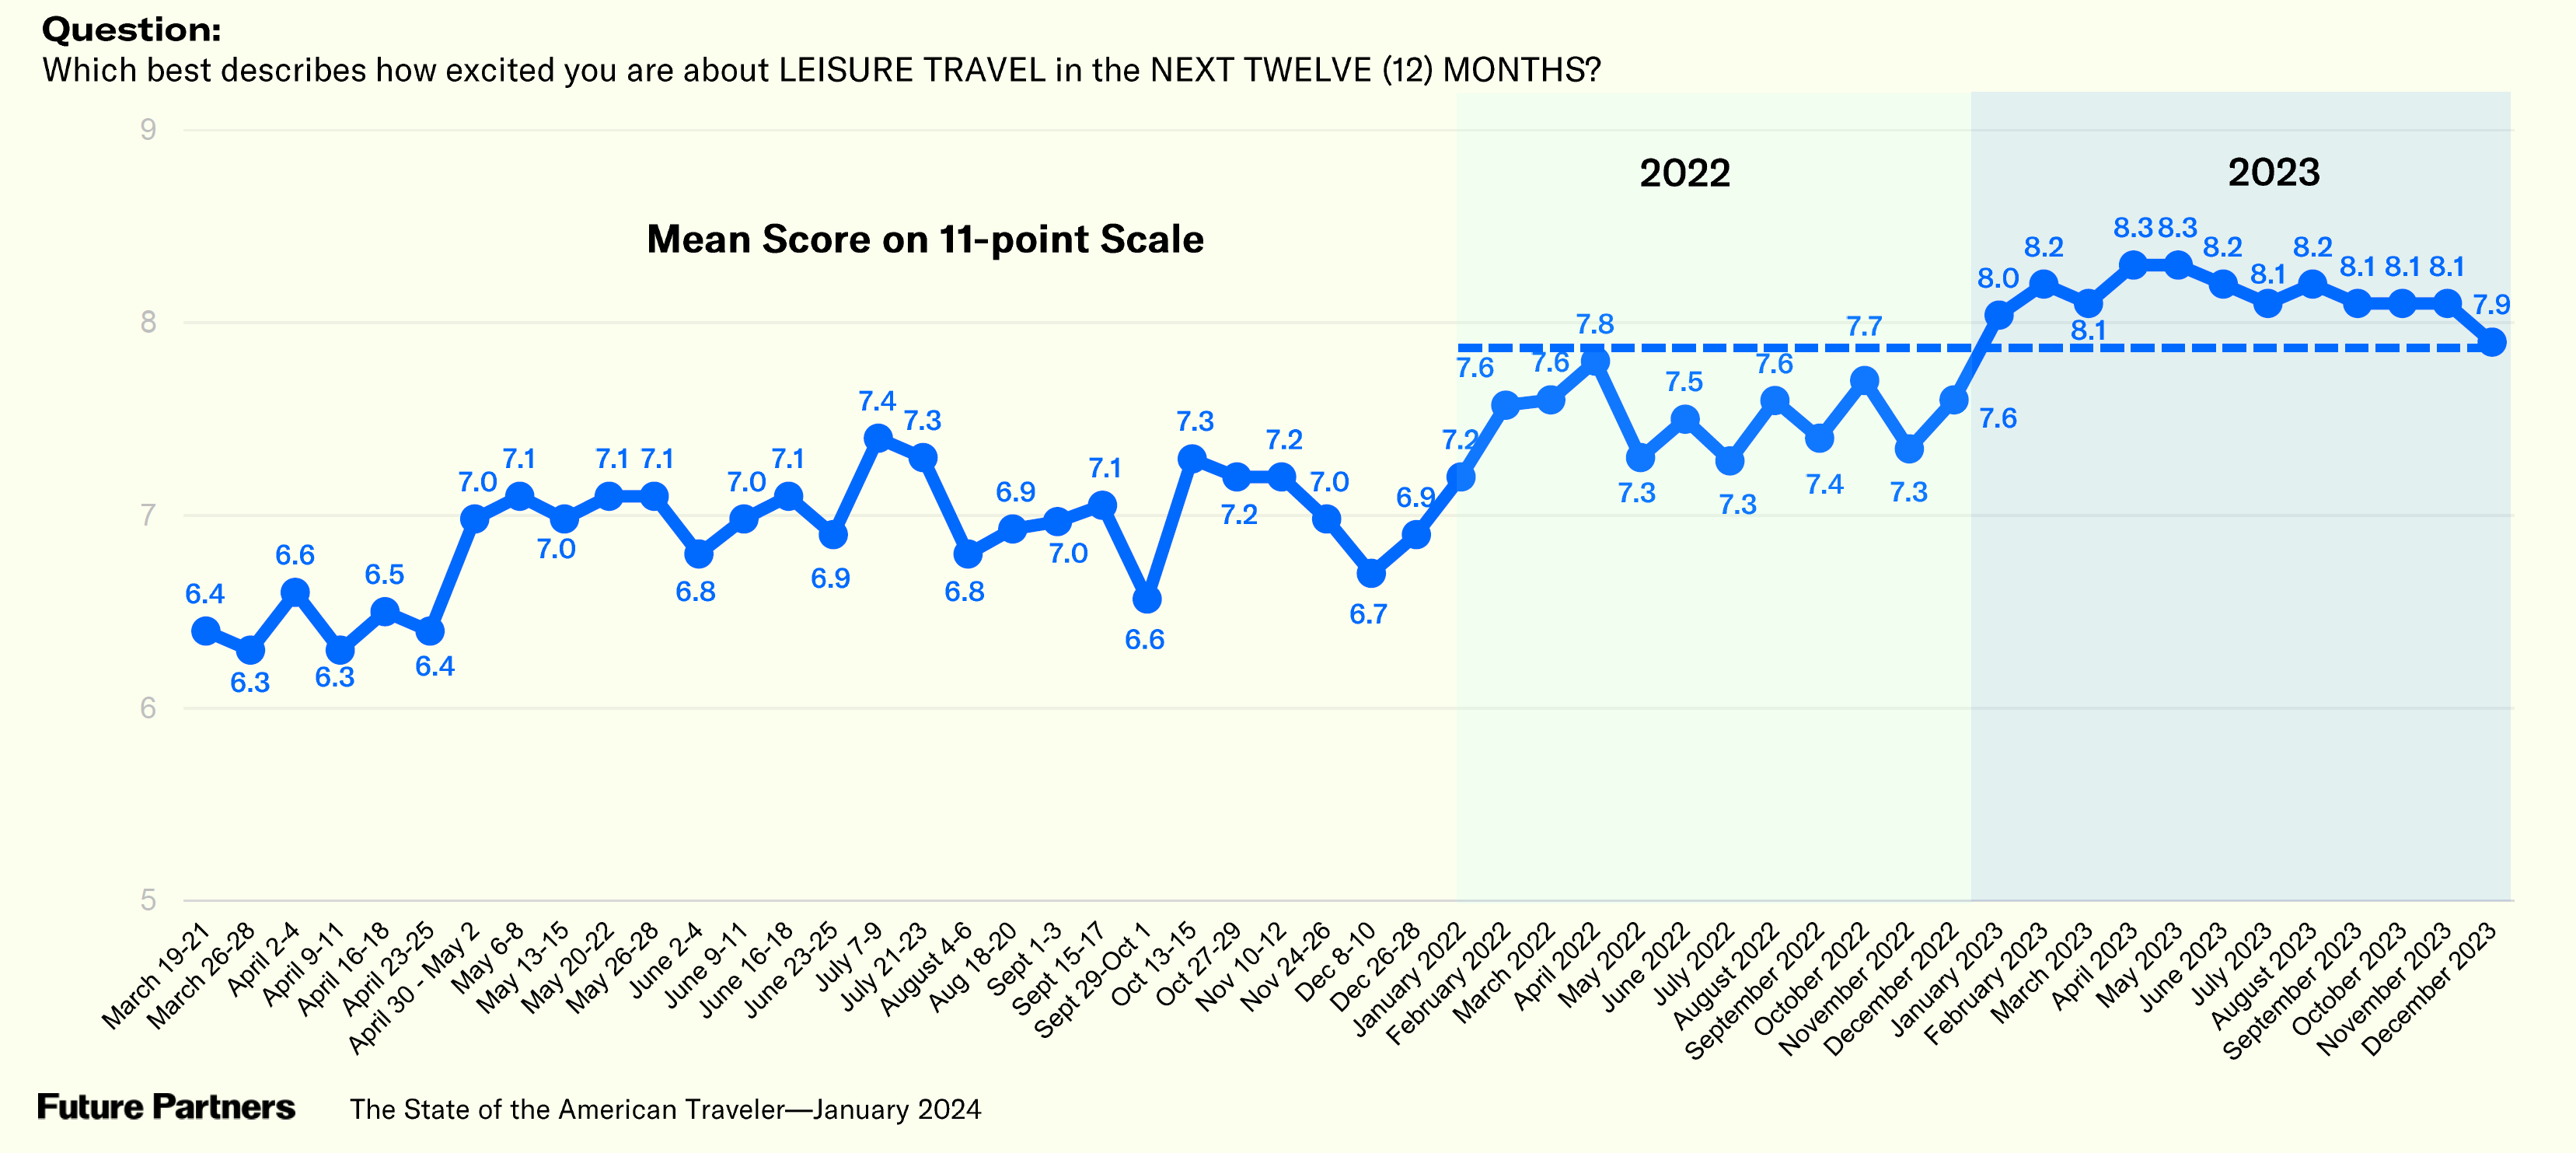 Question:
Which best describes how excited you are about LEISURE TRAVEL in the NEXT TWELVE (12) MONTHS?
9
8
7
6
5
2022
2023
Mean Score on 11-point Scale
6.4
6.3
6.6
6.3
6.5
6.4
7.0
7.1
7.0
7.1
7.1
6.8
7.0
7.1
6.9
7.4
7.3
6.8
6.9
7.0
7.1
6.6
7.3
7.2
7.2
7.0
6.7
6.9
7.2
7.6
7.6
7.8
7.3
7.5
7.3
7.6
7.4
7.7
7.3
7.6
8.0
8.2
8.1
8.3
8.3
8.2
8.1
8.2
8.1
8.1
8.1
7.9
March 19-21
March 26-28
April 2-4
April 9-11
April 16-18
April 23-25
April 30 - May 2
May 6-8
May 13-15
May 20-22
May 26-28
June 2-4
June 9-11
June 16-18
June 23-25
July 7-9
July 21-23
August 4-6
Aug 18-20
Sept 1-3
Sept 15-17
Sept 29-Oct 1
Oct 13-15
Oct 27-29
Nov 10-12
Nov 24-26
Dec 8-10
Dec 26-28
January 2022
February 2022
March 2022
April 2022
May 2022
June 2022
July 2022
August 2022
September 2022
October 2022
November 2022
December 2022
January 2023
February 2023
March 2023
April 2023
May 2023
June 2023
July 2023
August 2023
September 2023
October 2023
November 2023
December 2023
Future Partners
The State of the American Traveler—January 2024